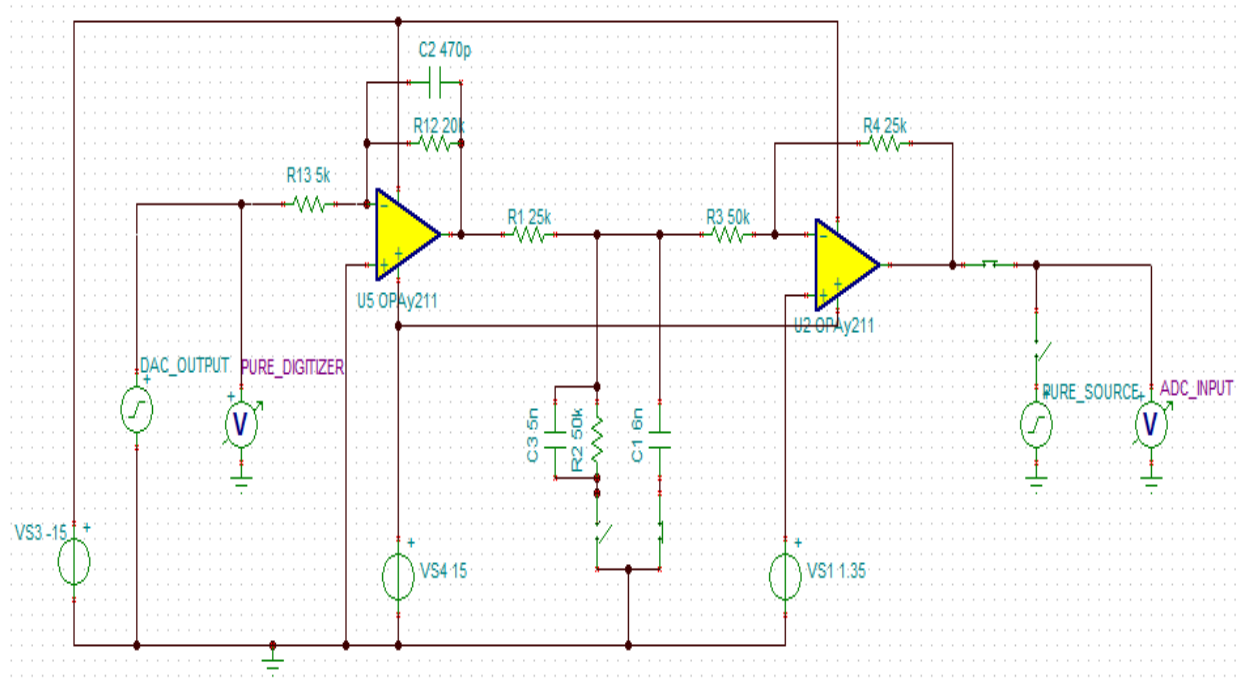 C2 470p
R12 20k
R4 25k
R13 5k
R1 25k
R3 50k
U5 OPAy211
U2 OPAy211
DAC_OUTPUT
PURE_DIGITIZER
PURE_SOURCE
ADC_INPUT
V
V
C3 5n
R2 50k
C1 6n
VS3 -15
VS4 15
VS1 1.35